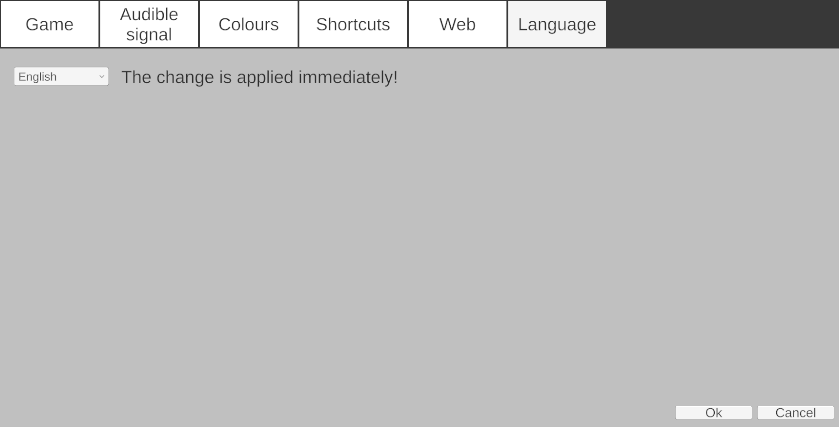 Game
Audible
signal
Colours
Shortcuts
Web
Language
English
The change is applied immediately!
Ok
Cancel